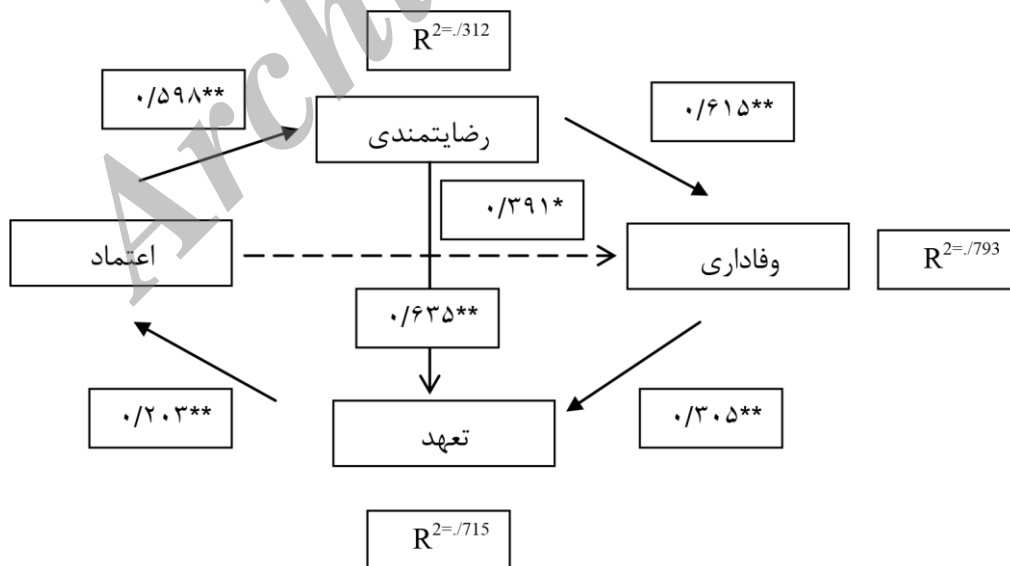 R2=./312
۰/۵۹۸**
۰/۶۱۵**
رضایتمندی
۰/۳۹۱*
اعتماد
وفاداری
R2=./793
۰/۶۳۵**
۰/۲۰۳**
۰/۳۰۵**
تعهد
R2=./715